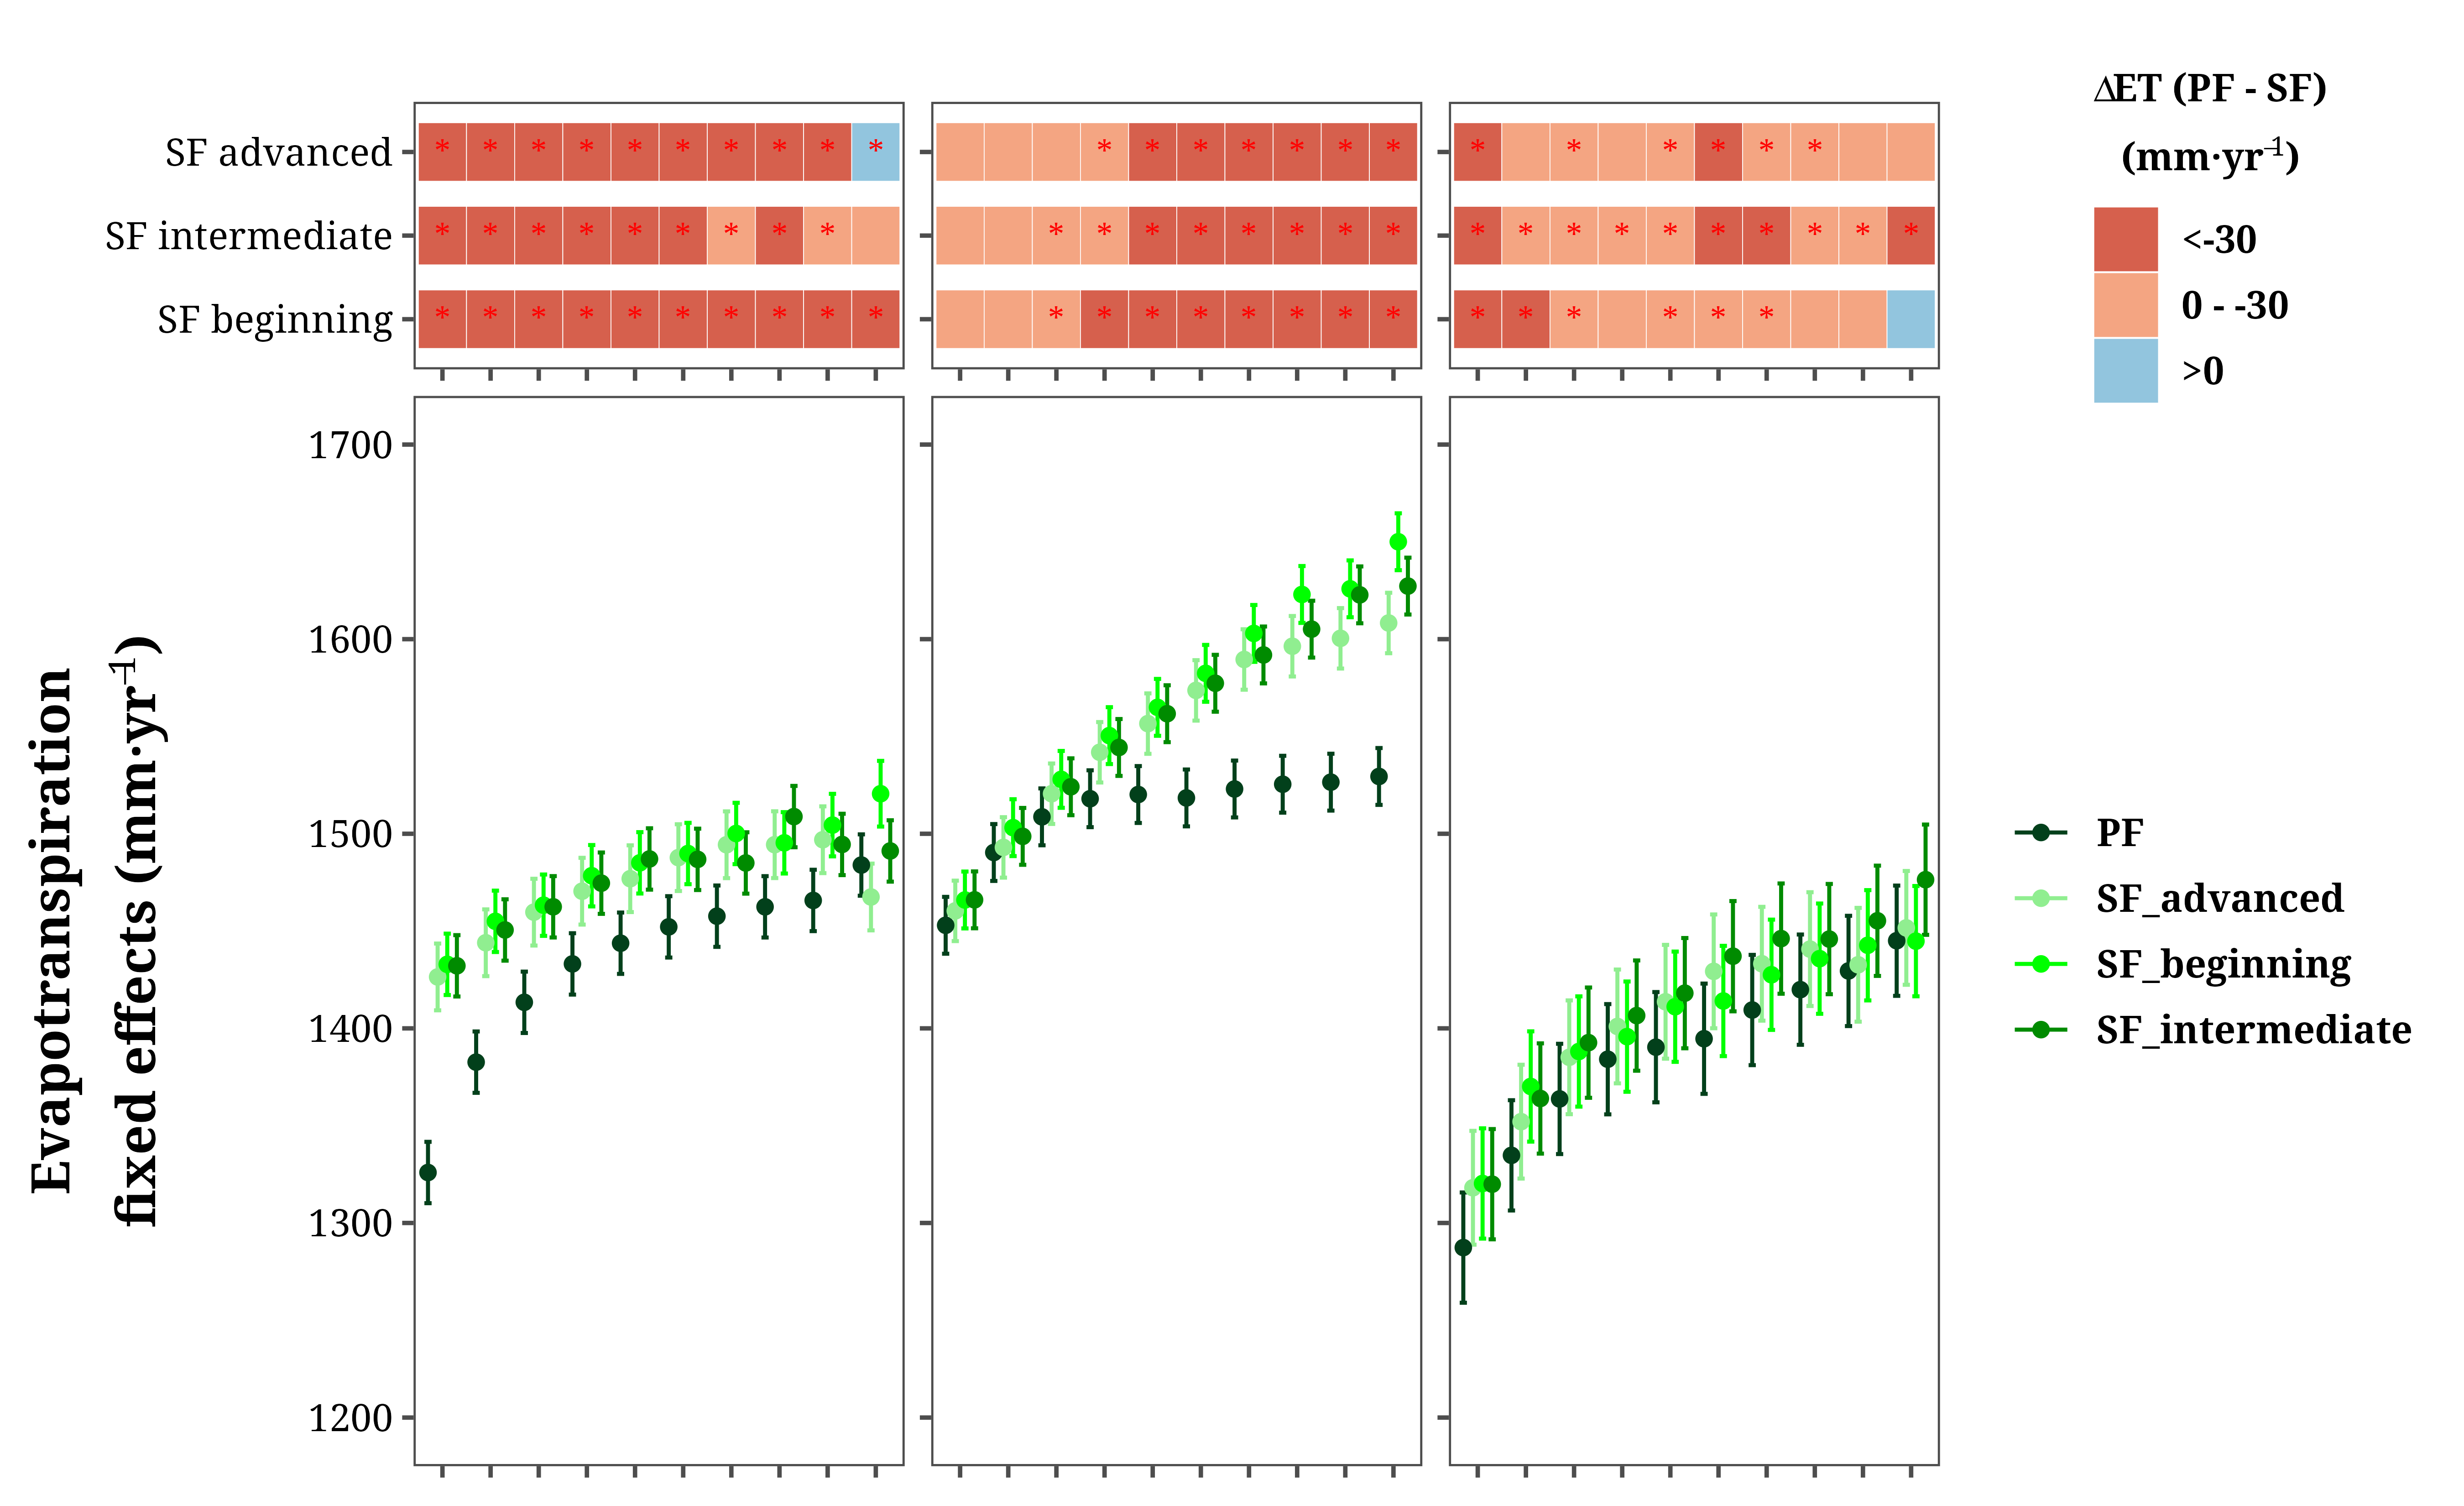 ΔET (PF - SF)
(mm·yr⁻¹)
<-30
0 - -30
>0
SF advanced
* * * * * * * * * *
* * * * * * *
* * * * * *
SF intermediate
* * * * * * * * *
* * * * * * * *
* * * * * * * * * *
SF beginning
* * * * * * * * * *
* * * * * * * *
* * * * * *
Evapotranspiration
fixed effects (mm·yr⁻¹)
1700
1600
1500
1400
1300
1200
PF
SF_advanced
SF_beginning
SF_intermediate